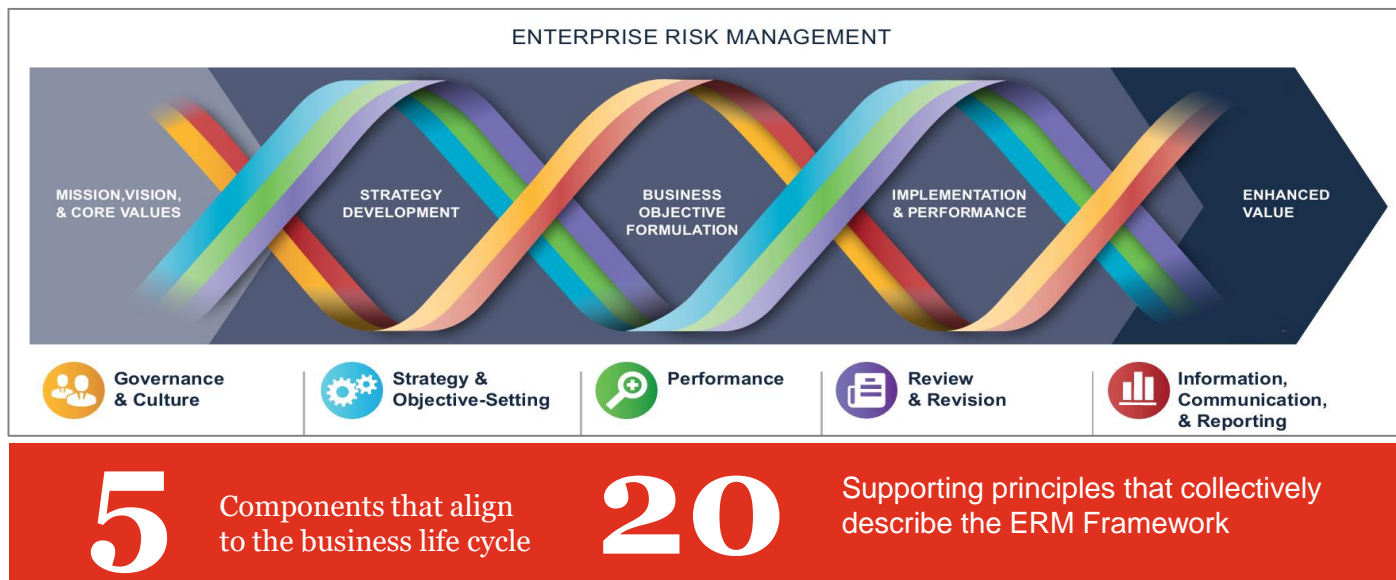 ENTERPRISE RISK MANAGEMENT
MISSION,VISION,
& CORE VALUES
STRATEGY
DEVELOPMENT
BUSINESS
OBJECTIVE
FORMULATION
IMPLEMENTATION
& PERFORMANCE
ENHANCED
VALUE
Governance
& Culture
Strategy &
Objective-Setting
Performance
Review
& Revision
Information,
Communication,
& Reporting
5
Components that align
to the business life cycle
20
Supporting principles that collectively
describe the ERM Framework